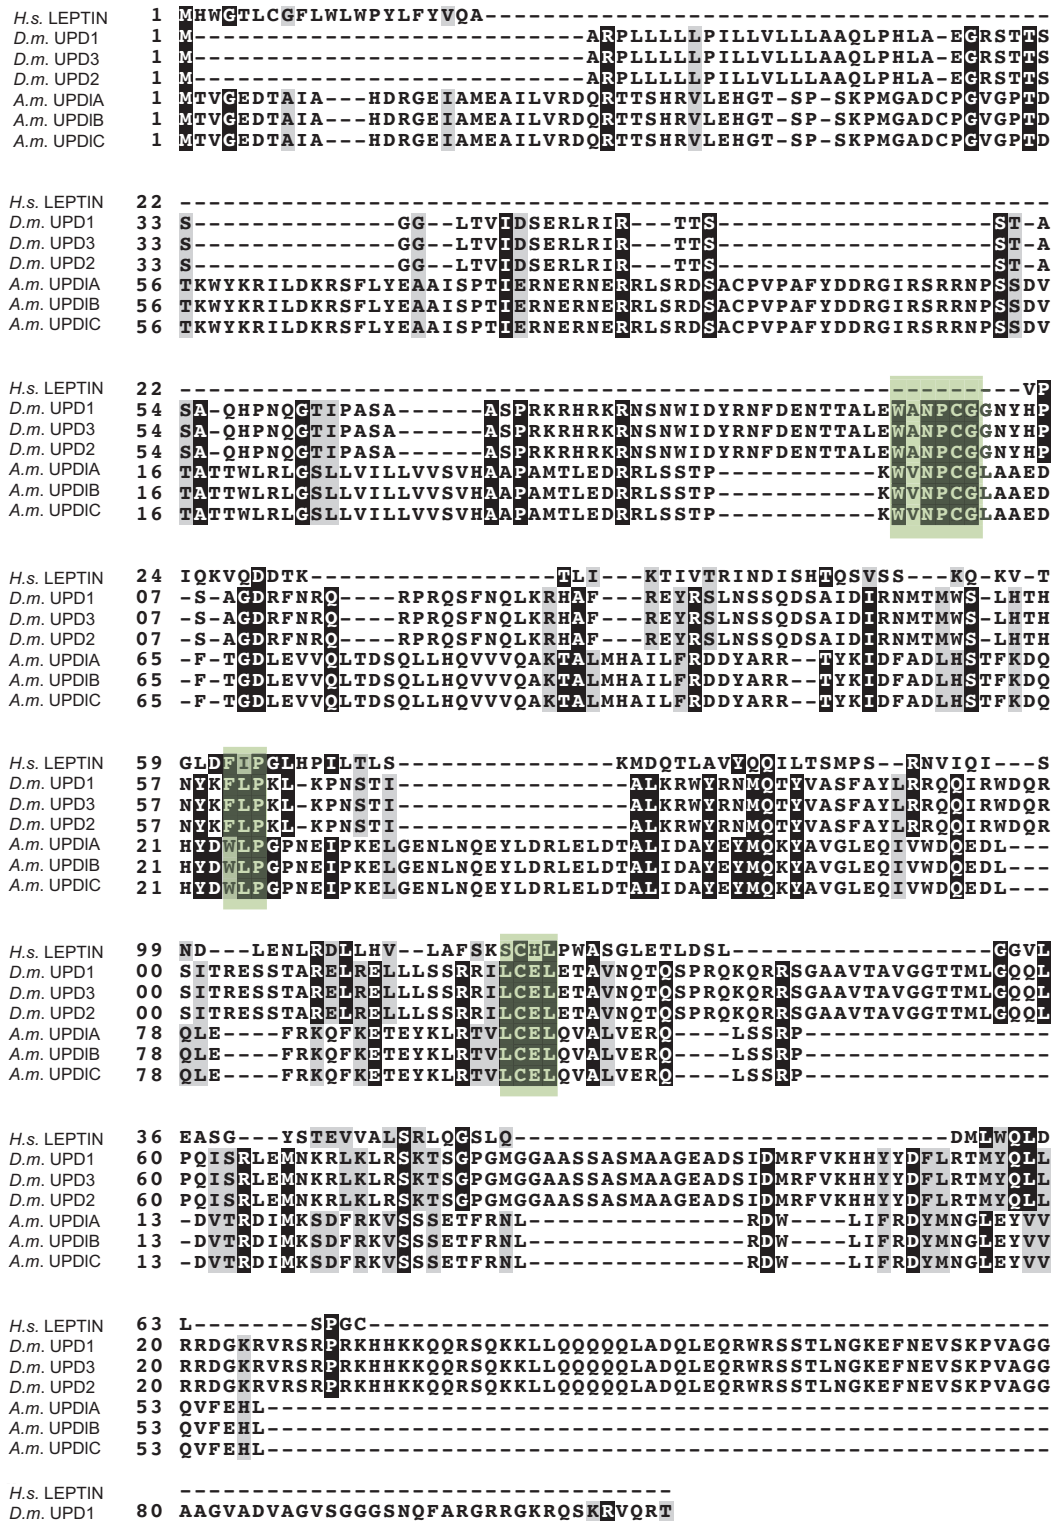 H.s. LEPTIN 1 MHWGTLCGFLWLWPYLFYVQA---------------------------------------
D.m. UPD1 1 M---------------------------ARPLLLLLPILLVLLLAAQLPHLA-EGRSTTS
D.m. UPD3 1 M---------------------------ARPLLLLLPILLVLLLAAQLPHLA-EGRSTTS
D.m. UPD2 1 M---------------------------ARPLLLLLPILLVLLLAAQLPHLA-EGRSTTS
A.m. UPDIA 1 MTVGEDTAIA---HDRGEIAMEAILVRDQRTTSHRVLEHGT-SP-SKPMGADCPGVGPTD
A.m. UPDIB 1 MTVGEDTAIA---HDRGEIAMEAILVRDQRTTSHRVLEHGT-SP-SKPMGADCPGVGPTD
A.m. UPDIC 1 MTVGEDTAIA---HDRGEIAMEAILVRDQRTTSHRVLEHGT-SP-SKPMGADCPGVGPTD
H.s. LEPTIN 22 ------------------------------------------------------------
D.m. UPD1 33 S--------------GG--LTVIDSERLRIR---TTS-------------------ST-A
D.m. UPD3 33 S--------------GG--LTVIDSERLRIR---TTS-------------------ST-A
D.m. UPD2 33 S--------------GG--LTVIDSERLRIR---TTS-------------------ST-A
A.m. UPDIA 56 TKWYKRILDKRSFLYEAAISPTIERNERNERRLSRDSACPVPAFYDDRGIRSRRNPSSDV
A.m. UPDIB 56 TKWYKRILDKRSFLYEAAISPTIERNERNERRLSRDSACPVPAFYDDRGIRSRRNPSSDV
A.m. UPDIC 56 TKWYKRILDKRSFLYEAAISPTIERNERNERRLSRDSACPVPAFYDDRGIRSRRNPSSDV
H.s. LEPTIN 22 ----------------------------------------------------------VP
D.m. UPD1 54 SA-QHPNQGTIPASA------ASPRKRHRKRNSNWIDYRNFDENTTALEWANPCGGNYHP
D.m. UPD3 54 SA-QHPNQGTIPASA------ASPRKRHRKRNSNWIDYRNFDENTTALEWANPCGGNYHP
D.m. UPD2 54 SA-QHPNQGTIPASA------ASPRKRHRKRNSNWIDYRNFDENTTALEWANPCGGNYHP
A.m. UPDIA 16 TATTWLRLGSLLVILLVVSVHAAPAMTLEDRRLSSTP-----------KWVNPCGLAAED
A.m. UPDIB 16 TATTWLRLGSLLVILLVVSVHAAPAMTLEDRRLSSTP-----------KWVNPCGLAAED
A.m. UPDIC 16 TATTWLRLGSLLVILLVVSVHAAPAMTLEDRRLSSTP-----------KWVNPCGLAAED
H.s. LEPTIN 24 IQKVQDDTK-----------------TLI---KTIVTRINDISHTQSVSS---KQ-KV-T
D.m. UPD1 07 -S-AGDRFNRQ----RPRQSFNQLKRHAF---REYRSLNSSQDSAIDIRNMTMWS-LHTH
D.m. UPD3 07 -S-AGDRFNRQ----RPRQSFNQLKRHAF---REYRSLNSSQDSAIDIRNMTMWS-LHTH
D.m. UPD2 07 -S-AGDRFNRQ----RPRQSFNQLKRHAF---REYRSLNSSQDSAIDIRNMTMWS-LHTH
A.m. UPDIA 65 -F-TGDLEVVQLTDSQLLHQVVVQAKTALMHAILFRDDYARR--TYKIDFADLHSTFKDQ
A.m. UPDIB 65 -F-TGDLEVVQLTDSQLLHQVVVQAKTALMHAILFRDDYARR--TYKIDFADLHSTFKDQ
A.m. UPDIC 65 -F-TGDLEVVQLTDSQLLHQVVVQAKTALMHAILFRDDYARR--TYKIDFADLHSTFKDQ
H.s. LEPTIN 59 GLDFIPGLHPILTLS---------------KMDQTLAVYQQILTSMPS--RNVIQI---S
D.m. UPD1 57 NYKFLPKL-KPNSTI----------------ALKRWYRNMQTYVASFAYLRRQQIRWDQR
D.m. UPD3 57 NYKFLPKL-KPNSTI----------------ALKRWYRNMQTYVASFAYLRRQQIRWDQR
D.m. UPD2 57 NYKFLPKL-KPNSTI----------------ALKRWYRNMQTYVASFAYLRRQQIRWDQR
A.m. UPDIA 21 HYDWLPGPNEIPKELGENLNQEYLDRLELDTALIDAYEYMQKYAVGLEQIVWDQEDL---
A.m. UPDIB 21 HYDWLPGPNEIPKELGENLNQEYLDRLELDTALIDAYEYMQKYAVGLEQIVWDQEDL---
A.m. UPDIC 21 HYDWLPGPNEIPKELGENLNQEYLDRLELDTALIDAYEYMQKYAVGLEQIVWDQEDL---
H.s. LEPTIN 99 ND---LENLRDLLHV--LAFSKSCHLPWASGLETLDSL------------------GGVL
D.m. UPD1 00 SITRESSTARELRELLLSSRRILCELETAVNQTQSPRQKQRRSGAAVTAVGGTTMLGQQL
D.m. UPD3 00 SITRESSTARELRELLLSSRRILCELETAVNQTQSPRQKQRRSGAAVTAVGGTTMLGQQL
D.m. UPD2 00 SITRESSTARELRELLLSSRRILCELETAVNQTQSPRQKQRRSGAAVTAVGGTTMLGQQL
A.m. UPDIA 78 QLE----FRKQFKETEYKLRTVLCELQVALVERQ----LSSRP-----------------
A.m. UPDIB 78 QLE----FRKQFKETEYKLRTVLCELQVALVERQ----LSSRP-----------------
A.m. UPDIC 78 QLE----FRKQFKETEYKLRTVLCELQVALVERQ----LSSRP-----------------
H.s. LEPTIN 36 EASG---YSTEVVALSRLQGSLQ------------------------------DMLWQLD
D.m. UPD1 60 PQISRLEMNKRLKLRSKTSGPGMGGAASSASMAAGEADSIDMRFVKHHYYDFLRTMYQLL
D.m. UPD3 60 PQISRLEMNKRLKLRSKTSGPGMGGAASSASMAAGEADSIDMRFVKHHYYDFLRTMYQLL
D.m. UPD2 60 PQISRLEMNKRLKLRSKTSGPGMGGAASSASMAAGEADSIDMRFVKHHYYDFLRTMYQLL
A.m. UPDIA 13 -DVTRDIMKSDFRKVSSSETFRNL---------------RDW----LIFRDYMNGLEYVV
A.m. UPDIB 13 -DVTRDIMKSDFRKVSSSETFRNL---------------RDW----LIFRDYMNGLEYVV
A.m. UPDIC 13 -DVTRDIMKSDFRKVSSSETFRNL---------------RDW----LIFRDYMNGLEYVV
H.s. LEPTIN 63 L--------SPGC-----------------------------------------------
D.m. UPD1 20 RRDGKRVRSRPRKHHKKQQRSQKKLLQQQQQLADQLEQRWRSSTLNGKEFNEVSKPVAGG
D.m. UPD3 20 RRDGKRVRSRPRKHHKKQQRSQKKLLQQQQQLADQLEQRWRSSTLNGKEFNEVSKPVAGG
D.m. UPD2 20 RRDGKRVRSRPRKHHKKQQRSQKKLLQQQQQLADQLEQRWRSSTLNGKEFNEVSKPVAGG
A.m. UPDIA 53 QVFEHL------------------------------------------------------
A.m. UPDIB 53 QVFEHL------------------------------------------------------
A.m. UPDIC 53 QVFEHL------------------------------------------------------
H.s. LEPTIN ----------------------------------
D.m. UPD1 80 AAGVADVAGVSGGGSNQFARGRRGKRQSKRVQRT